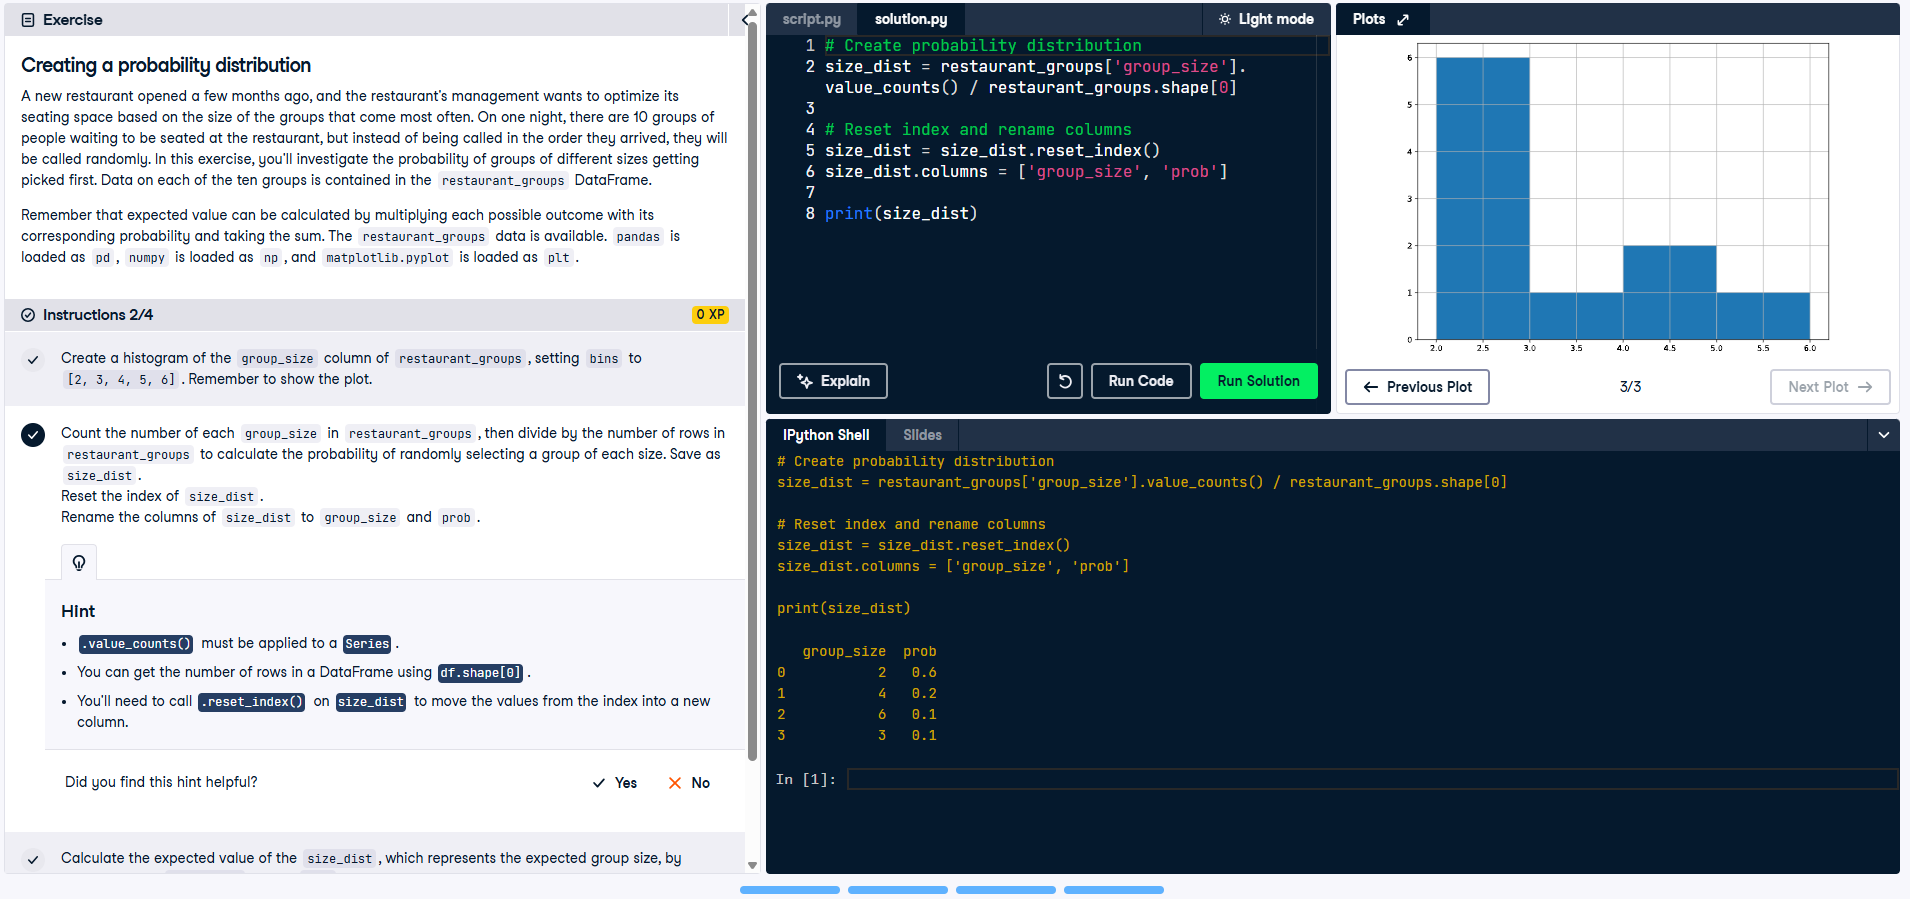 Exercise
Creating a probability distribution
A new restaurant opened a few months ago, and the restaurant's management wants to optimize its
seating space based on the size of the groups that come most often. On one night, there are 10 groups of
people waiting to be seated at the restaurant, but instead of being called in the order they arrived, they will
be called randomly. In this exercise, you'll investigate the probability of groups of different sizes getting
picked first. Data on each of the ten groups is contained in the restaurant_groups DataFrame.
Remember that expected value can be calculated by multiplying each possible outcome with its
corresponding probability and taking the sum. The restaurant_groups data is available. pandas is
loaded as pd, numpy is loaded as np, and matplotlib.pyplot is loaded as plt.
Instructions 2/4
0 XP
Create a histogram of the group_size column of restaurant_groups, setting bins to
[2, 3, 4, 5, 6]. Remember to show the plot.
Count the number of each group_size in restaurant_groups, then divide by the number of rows in
restaurant_groups to calculate the probability of randomly selecting a group of each size. Save as
size_dist.
Reset the index of size_dist.
Rename the columns of size_dist to group_size and prob.
Hint
• .value_counts() must be applied to a Series.
• You can get the number of rows in a DataFrame using df.shape[0].
• You'll need to call .reset_index() on size_dist to move the values from the index into a new
column.
Did you find this hint helpful?
Yes
No
Calculate the expected value of the size_dist, which represents the expected group size, by
script.py
solution.py
Light mode
1 # Create probability distribution
2 size_dist = restaurant_groups['group_size'].
value_counts() / restaurant_groups.shape[0]
3
4 # Reset index and rename columns
5 size_dist = size_dist.reset_index()
6 size_dist.columns = ['group_size', 'prob']
7
8 print(size_dist)
Explain
Run Code
Run Solution
Plots
6
5
4
3
2
1
0
2.0 2.5 3.0 3.5 4.0 4.5 5.0 5.5 6.0
← Previous Plot
3/3
Next Plot →
IPython Shell
Slides
# Create probability distribution
size_dist = restaurant_groups['group_size'].value_counts() / restaurant_groups.shape[0]
# Reset index and rename columns
size_dist = size_dist.reset_index()
size_dist.columns = ['group_size', 'prob']
print(size_dist)
group_size prob
0 2 0.6
1 4 0.2
2 6 0.1
3 3 0.1
In [1]: